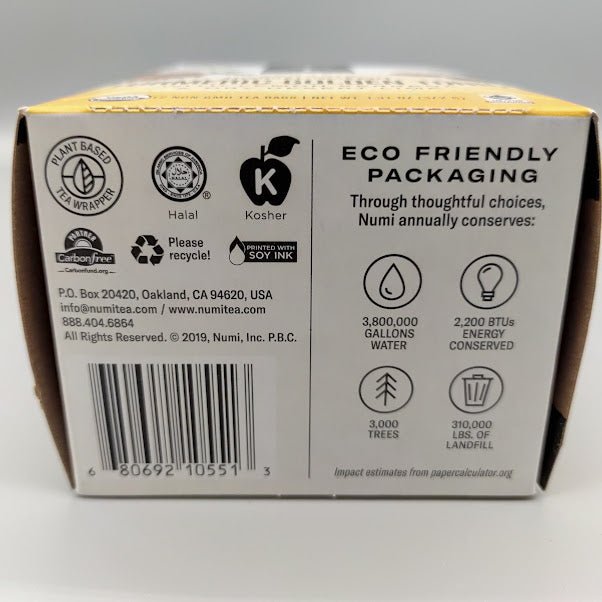 PLANT BASED
TEA WRAPPER
HALAL
®
Halal
K
Kosher
PARTNER
Carbonfree®
Carbonfund.org
Please
recycle!
PRINTED WITH
SOY INK
P.O. Box 20420, Oakland, CA 94620, USA
info@numitea.com / www.numitea.com
888.404.6864
All Rights Reserved. © 2019, Numi, Inc. P.B.C.
6 80692 10551 3
ECO FRIENDLY
PACKAGING
Through thoughtful choices,
Numi annually conserves:
3,800,000
GALLONS
WATER
2,200 BTUs
ENERGY
CONSERVED
3,000
TREES
310,000
LBS. OF
LANDFILL
Impact estimates from papercalculator.org